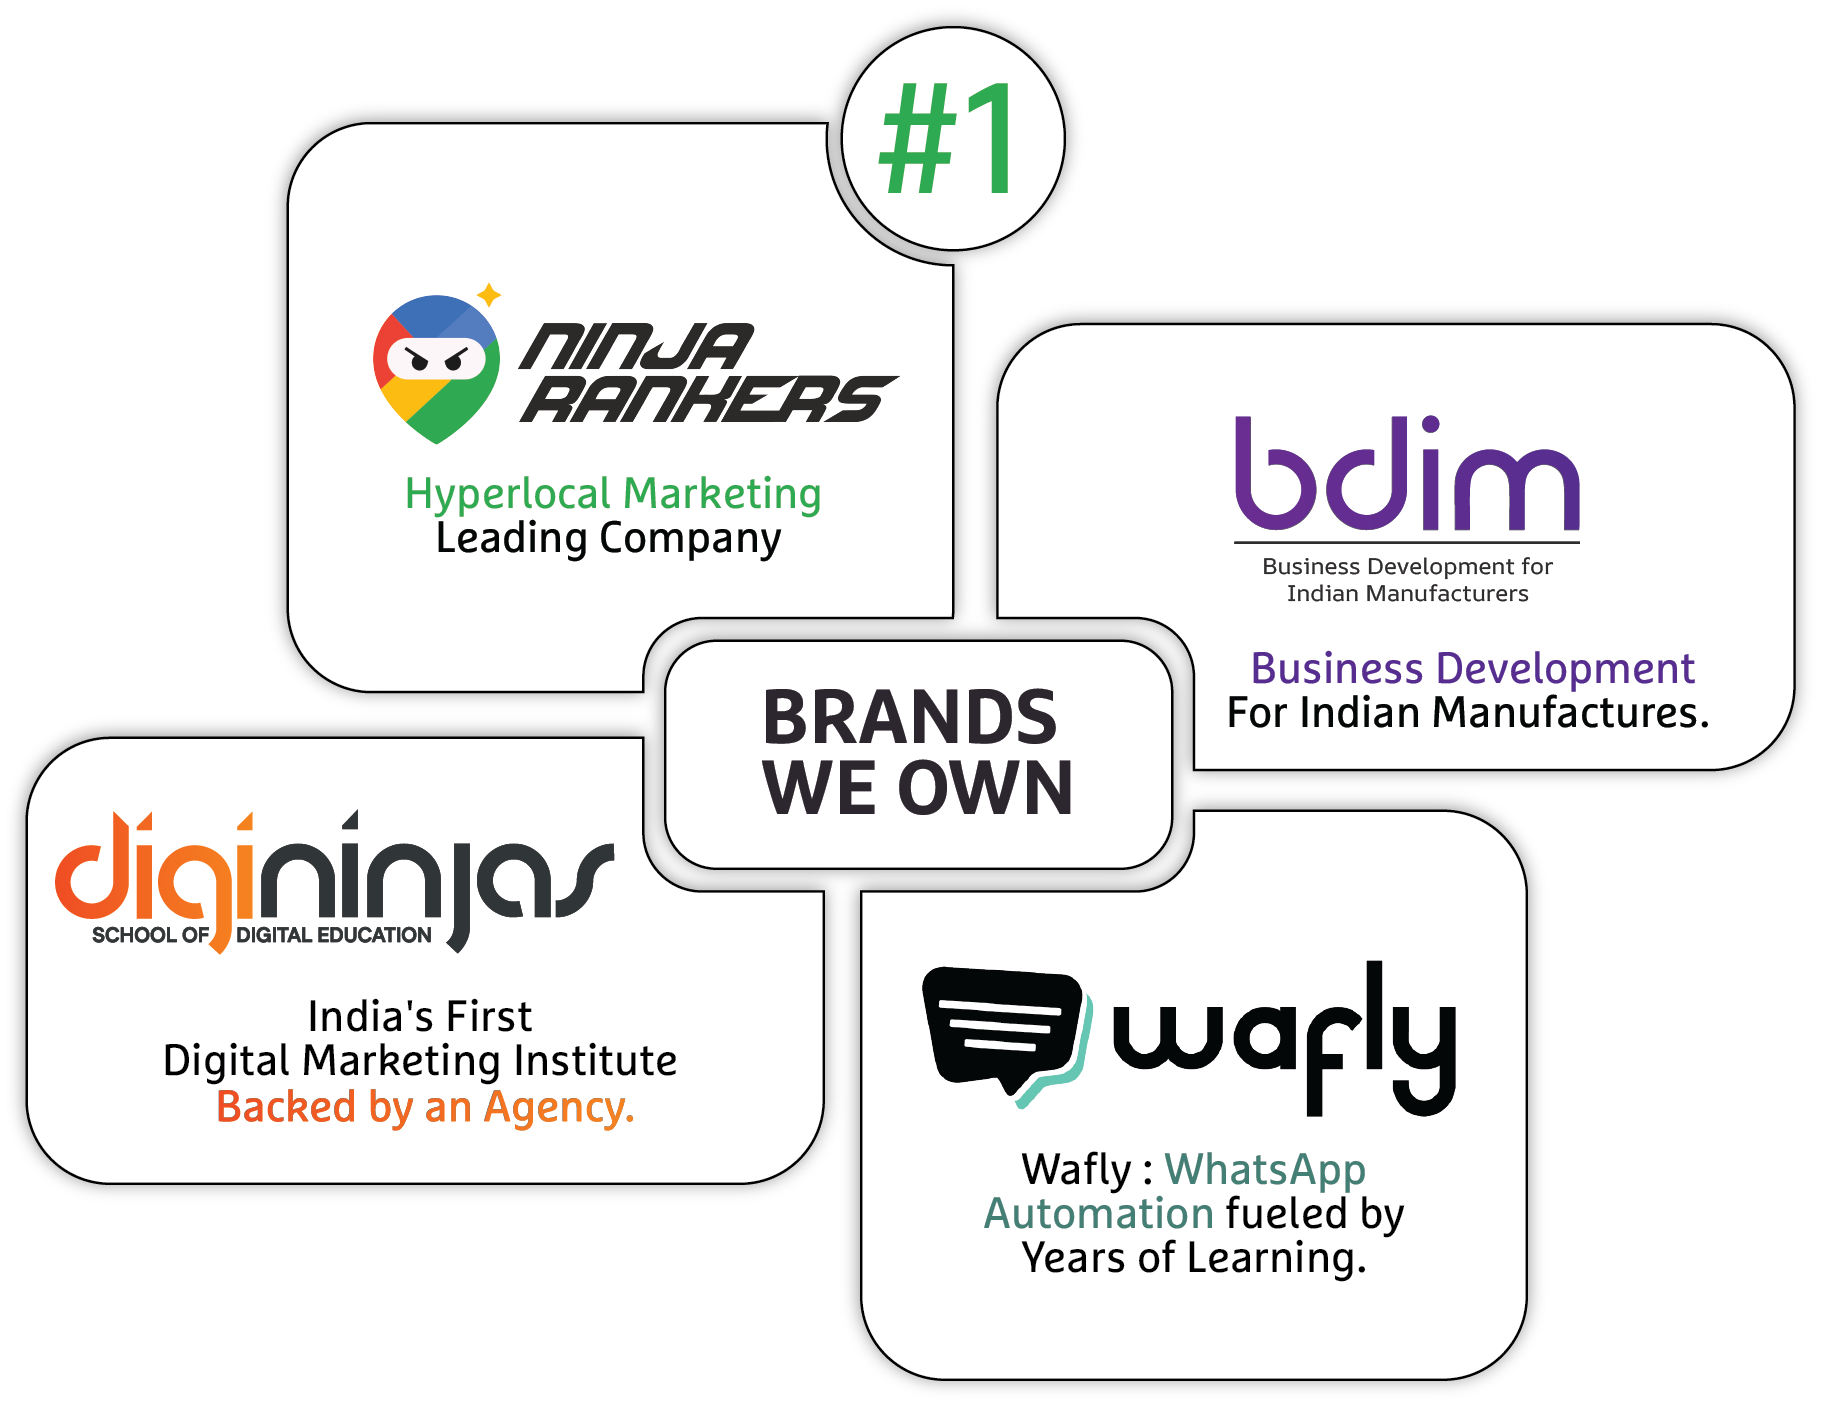 #1
NINJA
RANKERS
Hyperlocal Marketing
Leading Company
bdim
Business Development for
Indian Manufacturers
Business Development
For Indian Manufactures.
BRANDS
WE OWN
digininjas
SCHOOL OF DIGITAL EDUCATION
India's First
Digital Marketing Institute
Backed by an Agency.
wafly
Wafly : WhatsApp
Automation fueled by
Years of Learning.